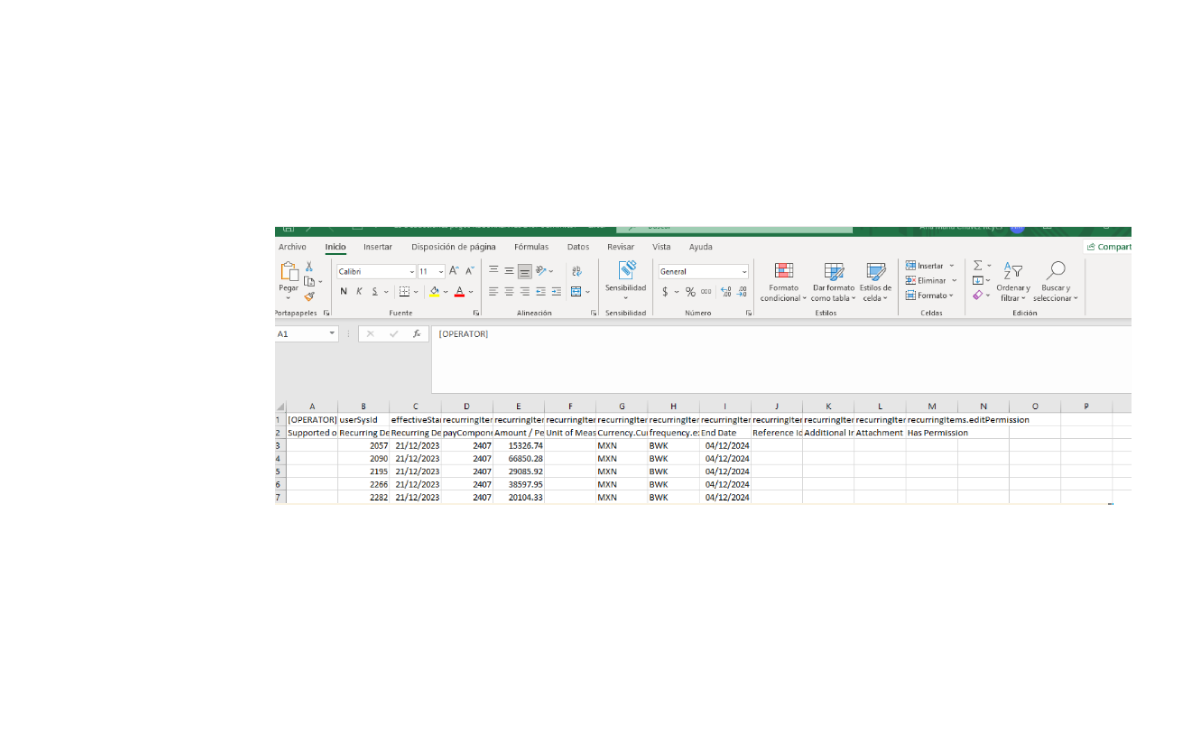 Archivo Inicio Insertar Disposición de página Fórmulas Datos Revisar Vista Ayuda Compart
Calibri 11 General Insertar
Pegar Sensibilidad Formato Dar formato Estilos de Eliminar Ordenar y Buscar y
N K S $ % 000 condicional como tabla celda Formato filtrar seleccionar
Portapapeles Fuente Alineación Sensibilidad Número Estilos Celdas Edición
A1 fx [OPERATOR]
A B C D E F G H I J K L M N O P
1 [OPERATOR] userSysId effectiveStar recurringIter recurringIter recurringIter recurringIter recurringIter recurringIter recurringIter recurringIter recurringIter recurringItems.editPermission
2 Supported o Recurring De Recurring De payCompone Amount / Pe Unit of Meas Currency.Cur frequency.e: End Date Reference Id Additional Ir Attachment Has Permission
3 2057 21/12/2023 2407 15326.74 MXN BWK 04/12/2024
4 2090 21/12/2023 2407 66850.28 MXN BWK 04/12/2024
5 2195 21/12/2023 2407 29085.92 MXN BWK 04/12/2024
6 2266 21/12/2023 2407 38597.95 MXN BWK 04/12/2024
7 2282 21/12/2023 2407 20104.33 MXN BWK 04/12/2024